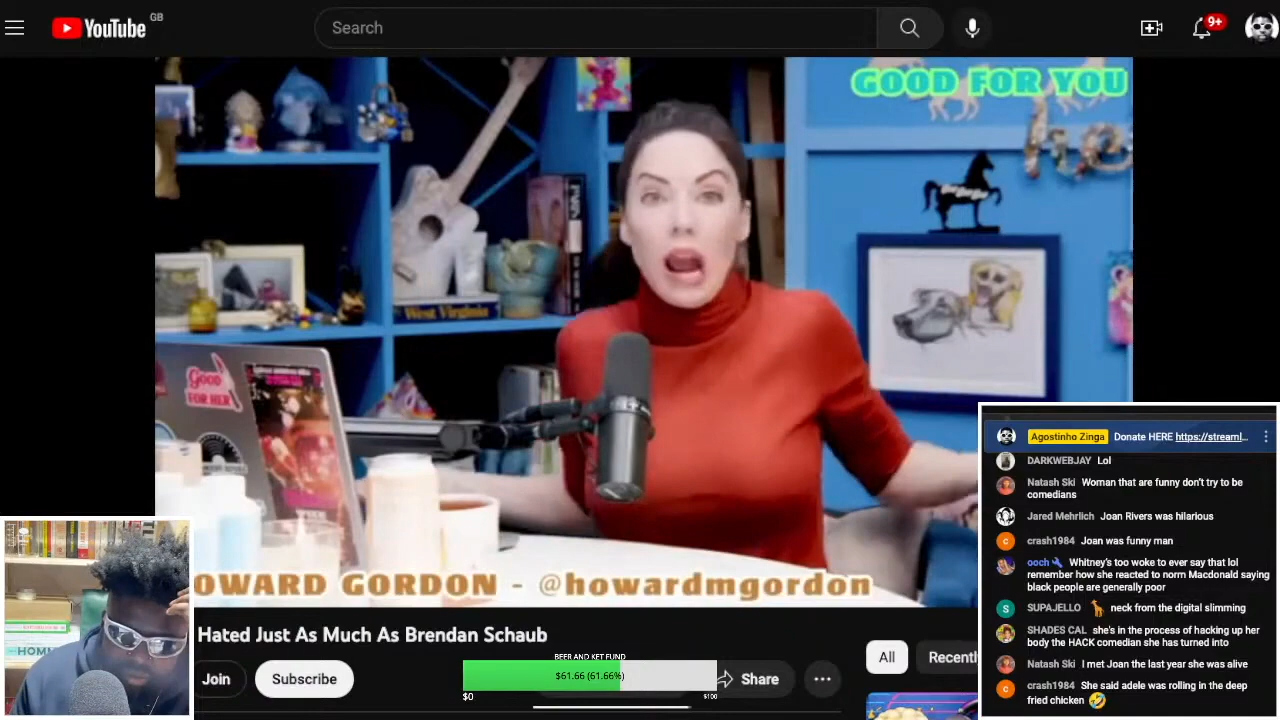 YouTube GB
Search
9+
GOOD FOR YOU
West Virginia
GOOD
FOR HER
OWARD GORDON - @howardmgordon
Hated Just As Much As Brendan Schaub
Join
Subscribe
BEER AND KET FUND
$61.66 (61.66%)
$0
$100
Share
All
Recentl
Agostinho Zinga Donate HERE https://streaml...
DARKWEBJAY Lol
Natash Ski Woman that are funny don't try to be
comedians
Jared Mehrlich Joan Rivers was hilarious
crash1984 Joan was funny man
ooch Whitney's too woke to ever say that lol
remember how she reacted to norm Macdonald saying
black people are generally poor
SUPAJELLO 🦒 neck from the digital slimming
SHADES CAL she's in the process of hacking up her
body the HACK comedian she has turned into
Natash Ski I met Joan the last year she was alive
crash1984 She said adele was rolling in the deep
fried chicken 🤣